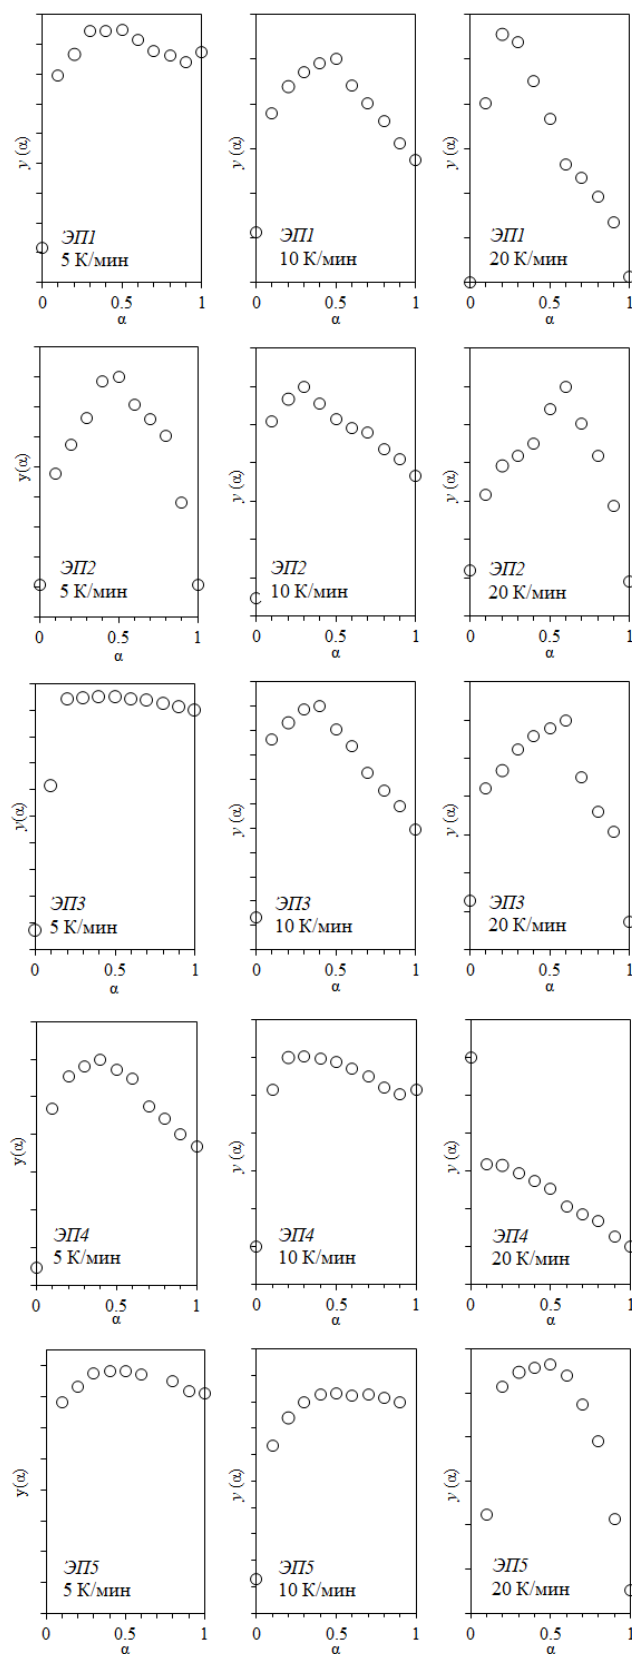 y (α)
ЭП1
5 К/мин
0 0.5 1
α
y (α)
ЭП1
10 К/мин
0 0.5 1
α
y (α)
ЭП1
20 К/мин
0 0.5 1
α
y(α)
ЭП2
5 К/мин
0 0.5 1
α
y (α)
ЭП2
10 К/мин
0 0.5 1
α
y (α)
ЭП2
20 К/мин
0 0.5 1
α
y(α)
ЭП3
5 К/мин
0 0.5 1
α
y (α)
ЭП3
10 К/мин
0 0.5 1
α
y (α)
ЭП3
20 К/мин
0 0.5 1
α
y(α)
ЭП4
5 К/мин
0 0.5 1
α
y (α)
ЭП4
10 К/мин
0 0.5 1
α
y (α)
ЭП4
20 К/мин
0 0.5 1
α
y(α)
ЭП5
5 К/мин
0 0.5 1
α
y (α)
ЭП5
10 К/мин
0 0.5 1
α
y (α)
ЭП5
20 К/мин
0 0.5 1
α